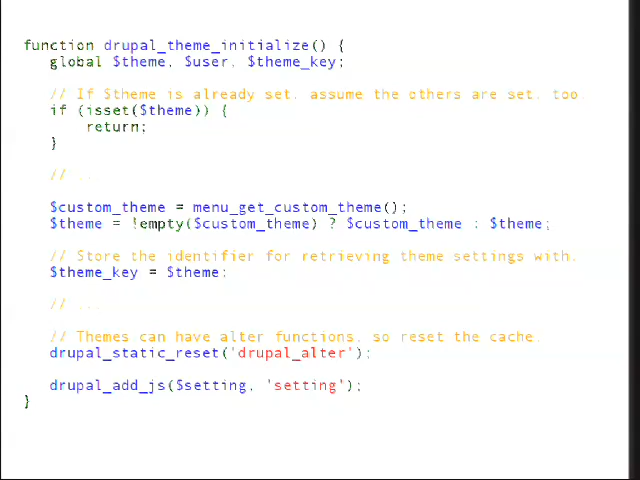 function drupal_theme_initialize() {
global $theme, $user, $theme_key;
// If $theme is already set, assume the others are set, too.
if (isset($theme)) {
return;
}
// ...
$custom_theme = menu_get_custom_theme();
$theme = !empty($custom_theme) ? $custom_theme : $theme;
// Store the identifier for retrieving theme settings with.
$theme_key = $theme;
// ...
// Themes can have alter functions, so reset the cache.
drupal_static_reset('drupal_alter');
drupal_add_js($setting, 'setting');
}